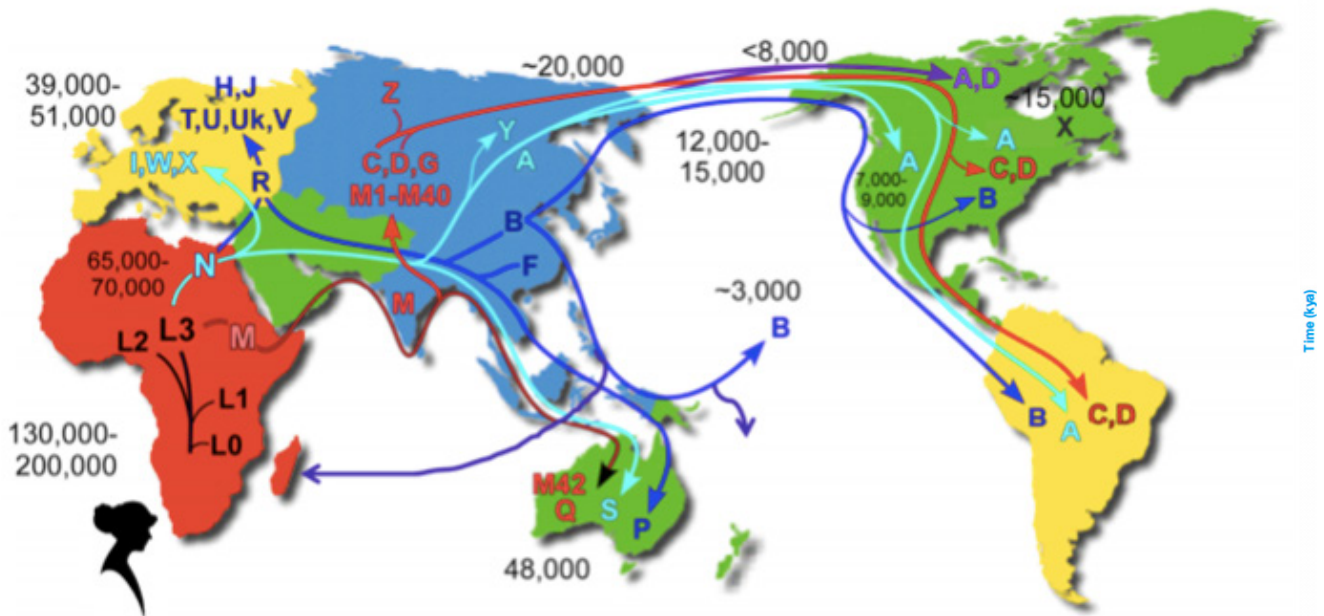 39,000-
51,000
H,J
T,U,Uk,V
I,W,X
R
N
65,000-
70,000
L3
L2
M
L1
L0
130,000-
200,000
Z
C,D,G
M1-M40
M
Y
A
B
F
~20,000
<8,000
12,000-
15,000
A,D
~15,000
X
A
A
C,D
7,000-
9,000
B
~3,000
B
M42
Q
S
P
48,000
B
A
C,D
Time (kya)